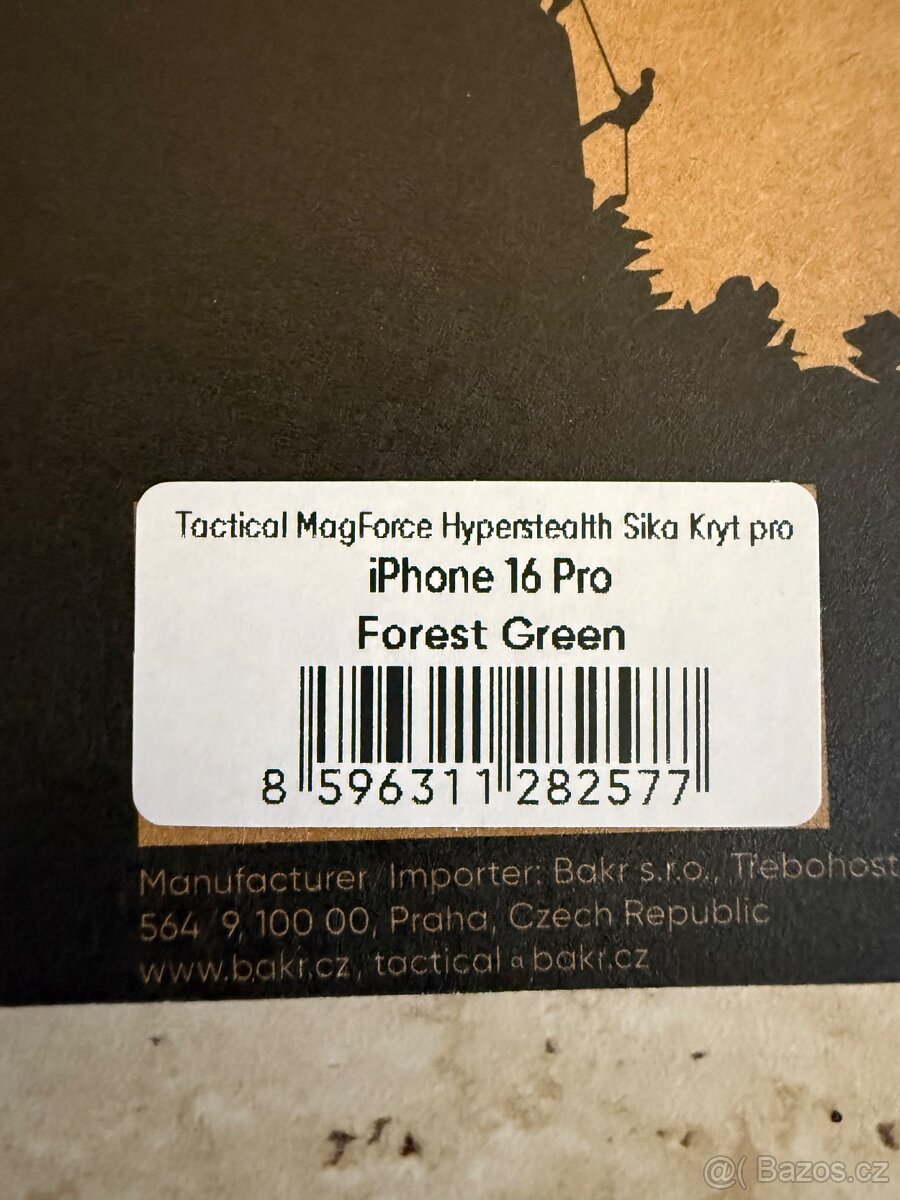 Tactical MagForce Hyperstealth Sika Kryt pro
iPhone 16 Pro
Forest Green
8 596311 282577
Manufacturer/Importer: Bakr s.r.o., Třebohost
564/9, 100 00, Praha, Czech Republic
www.bakr.cz, tactical a bakr.cz
@( Bazos.cz